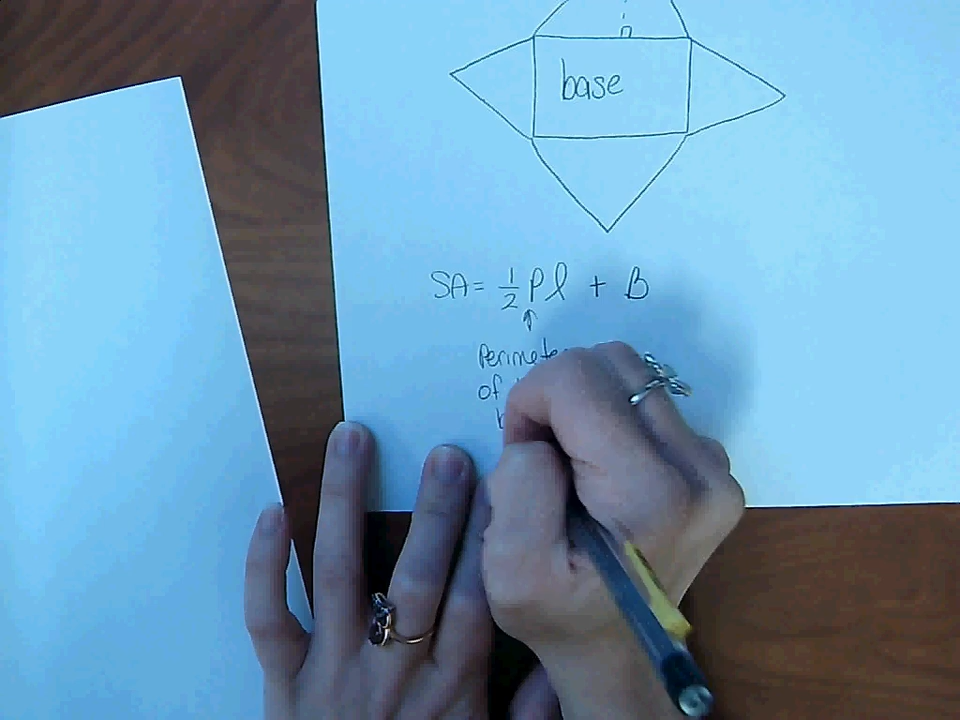 base
SA = 1/2 Pl + B
Perimete
of